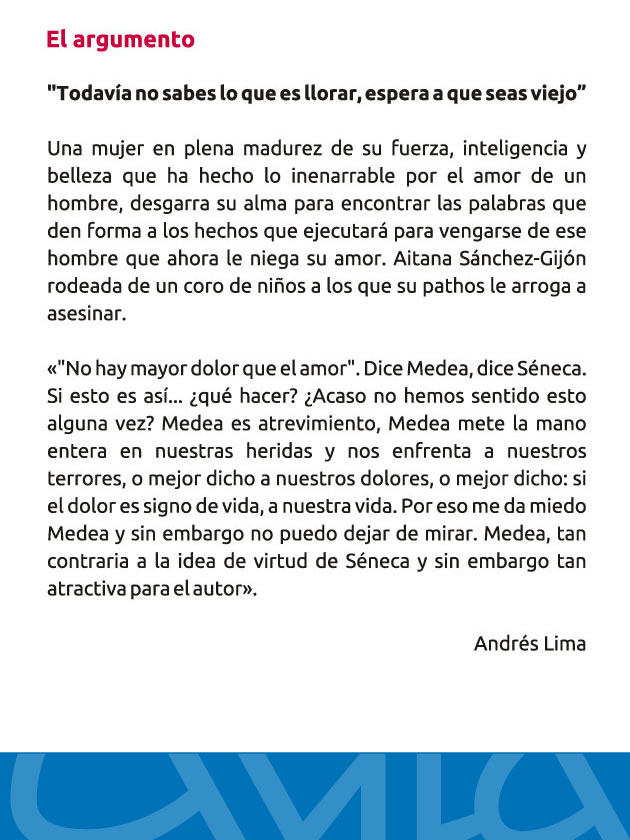 El argumento
"Todavía no sabes lo que es llorar, espera a que seas viejo”
Una mujer en plena madurez de su fuerza, inteligencia y
belleza que ha hecho lo inenarrable por el amor de un
hombre, desgarra su alma para encontrar las palabras que
den forma a los hechos que ejecutará para vengarse de ese
hombre que ahora le niega su amor. Aitana Sánchez-Gijón
rodeada de un coro de niños a los que su pathos le arroga a
asesinar.
«"No hay mayor dolor que el amor". Dice Medea, dice Séneca.
Si esto es así... ¿qué hacer? ¿Acaso no hemos sentido esto
alguna vez? Medea es atrevimiento, Medea mete la mano
entera en nuestras heridas y nos enfrenta a nuestros
terrores, o mejor dicho a nuestros dolores, o mejor dicho: si
el dolor es signo de vida, a nuestra vida. Por eso me da miedo
Medea y sin embargo no puedo dejar de mirar. Medea, tan
contraria a la idea de virtud de Séneca y sin embargo tan
atractiva para el autor».
Andrés Lima